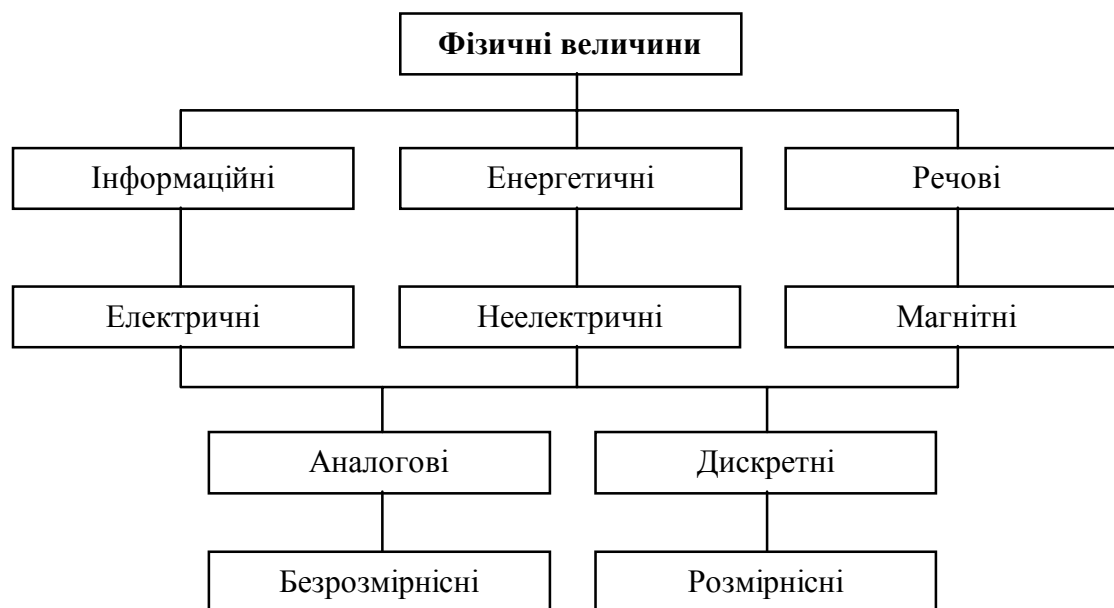 Фізичні величини
Інформаційні
Енергетичні
Речові
Електричні
Неелектричні
Магнітні
Аналогові
Дискретні
Безрозмірнісні
Розмірнісні